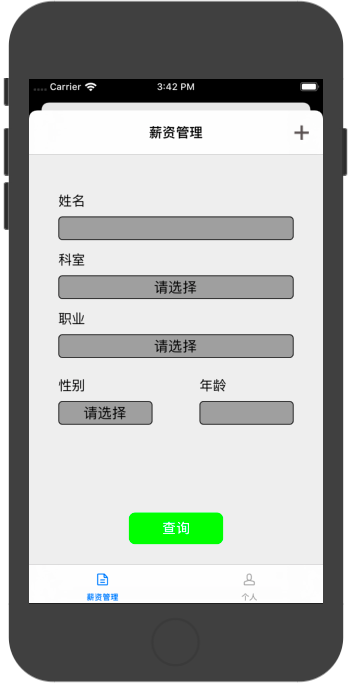 Carrier 3:42 PM
薪资管理
姓名
科室
请选择
职业
请选择
性别 年龄
请选择
查询
薪资管理 个人